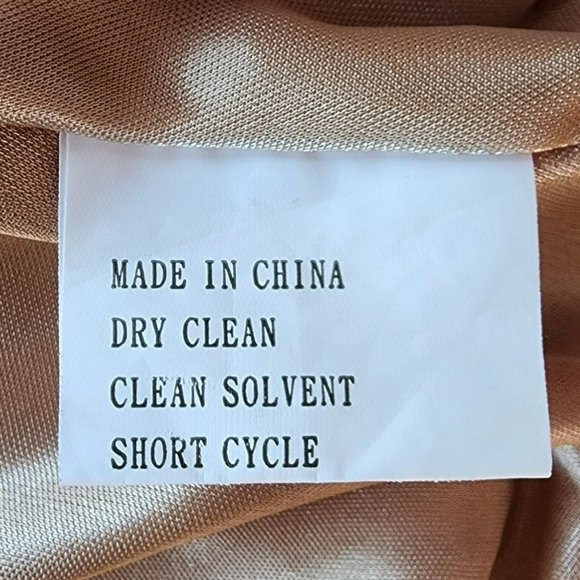 MADE IN CHINA
DRY CLEAN
CLEAN SOLVENT
SHORT CYCLE